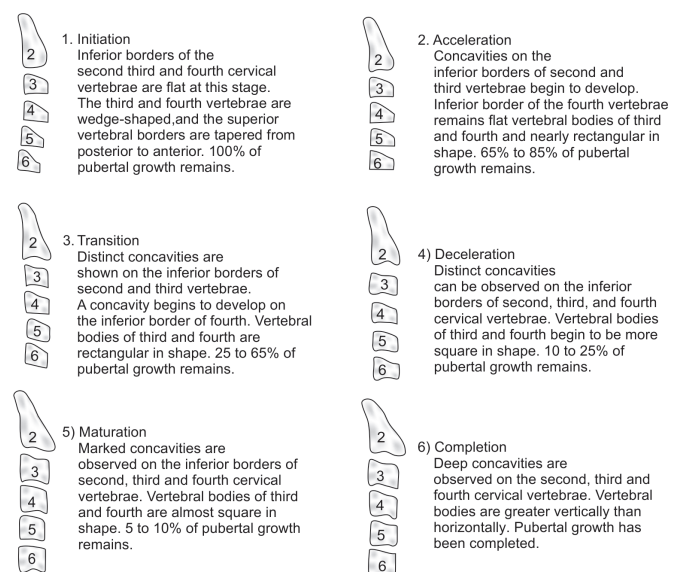 1. Initiation
Inferior borders of the
second third and fourth cervical
vertebrae are flat at this stage.
The third and fourth vertebrae are
wedge-shaped,and the superior
vertebral borders are tapered from
posterior to anterior. 100% of
pubertal growth remains.
2
3
4
5
6
2. Acceleration
Concavities on the
inferior borders of second and
third vertebrae begin to develop.
Inferior border of the fourth vertebrae
remains flat vertebral bodies of third
and fourth and nearly rectangular in
shape. 65% to 85% of pubertal
growth remains.
2
3
4
5
6
3. Transition
Distinct concavities are
shown on the inferior borders of
second and third vertebrae.
A concavity begins to develop on
the inferior border of fourth. Vertebral
bodies of third and fourth are
rectangular in shape. 25 to 65% of
pubertal growth remains.
2
3
4
5
6
4) Deceleration
Distinct concavities
can be observed on the inferior
borders of second, third, and fourth
cervical vertebrae. Vertebral bodies
of third and fourth begin to be more
square in shape. 10 to 25% of
pubertal growth remains.
2
3
4
5
6
5) Maturation
Marked concavities are
observed on the inferior borders of
second, third and fourth cervical
vertebrae. Vertebral bodies of third
and fourth are almost square in
shape. 5 to 10% of pubertal growth
remains.
2
3
4
5
6
6) Completion
Deep concavities are
observed on the second, third and
fourth cervical vertebrae. Vertebral
bodies are greater vertically than
horizontally. Pubertal growth has
been completed.
2
3
4
5
6